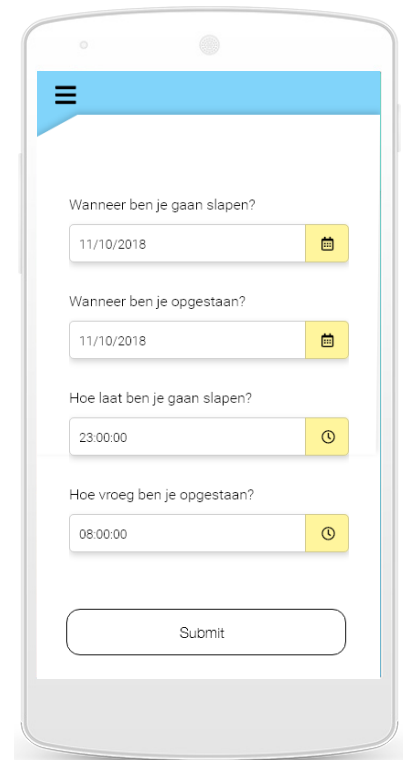 Wanneer ben je gaan slapen?
11/10/2018
Wanneer ben je opgestaan?
11/10/2018
Hoe laat ben je gaan slapen?
23:00:00
Hoe vroeg ben je opgestaan?
08:00:00
Submit